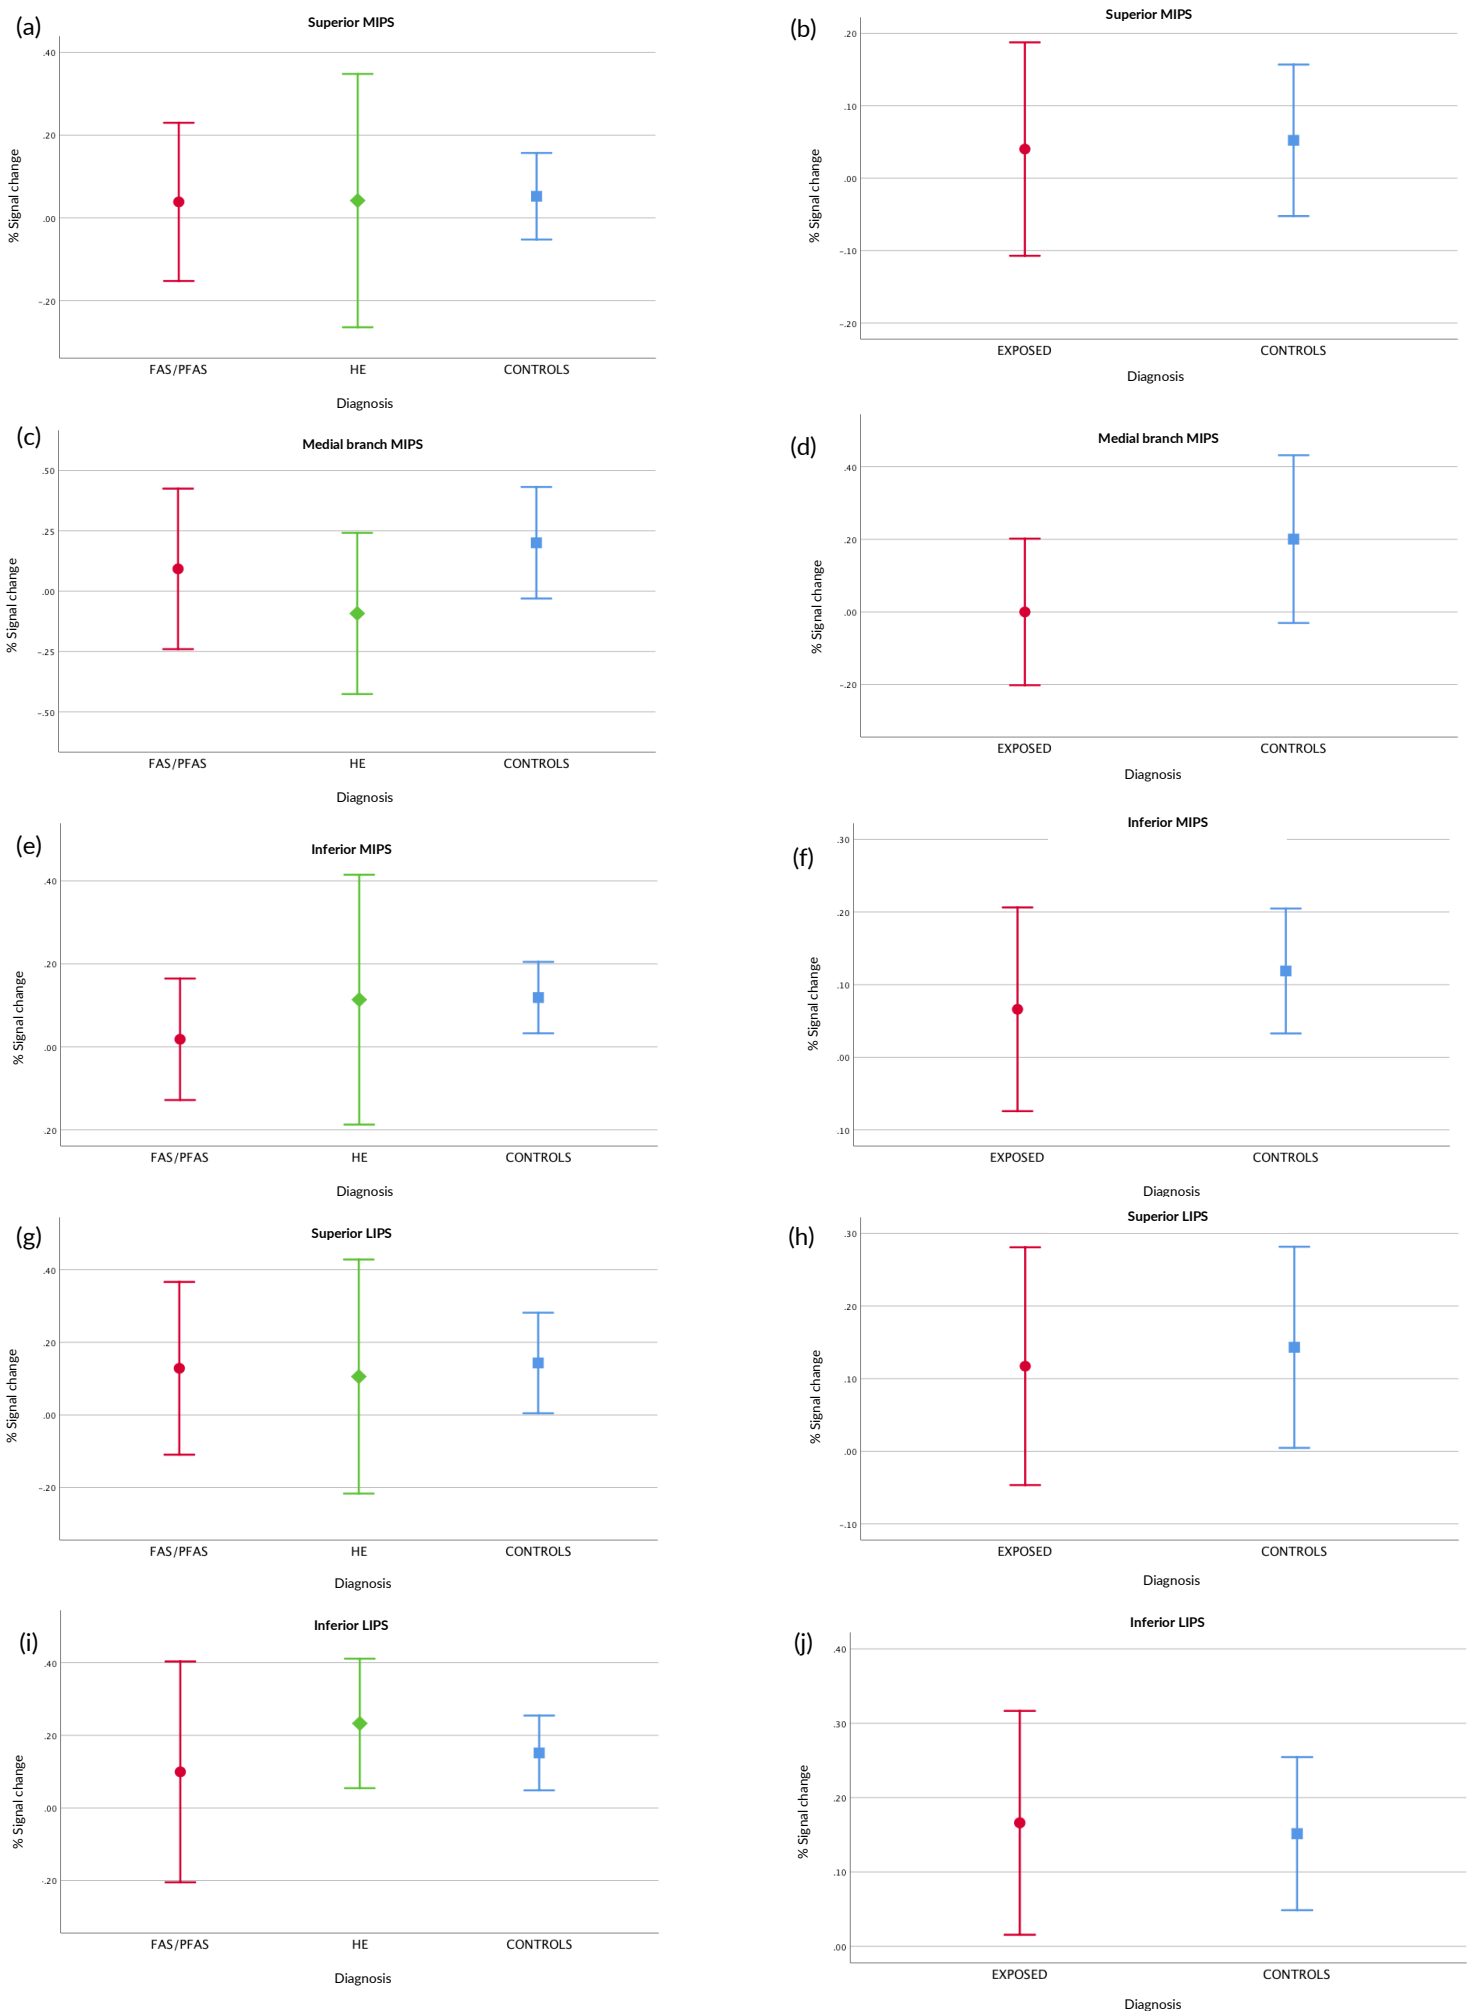 (a)
Superior MIPS
.40
.20
.00
-.20
% Signal change
FAS/PFAS HE CONTROLS
Diagnosis
(b)
Superior MIPS
.20
.10
.00
-.10
-.20
% Signal change
EXPOSED CONTROLS
Diagnosis
(c)
Medial branch MIPS
.50
.25
.00
-.25
-.50
% Signal change
FAS/PFAS HE CONTROLS
Diagnosis
(d)
Medial branch MIPS
.40
.20
.00
-.20
% Signal change
EXPOSED CONTROLS
Diagnosis
(e)
Inferior MIPS
.40
.20
.00
.20
% Signal change
FAS/PFAS HE CONTROLS
Diagnosis
(f)
Inferior MIPS
.30
.20
.10
.00
.10
% Signal change
EXPOSED CONTROLS
Diagnosis
(g)
Superior LIPS
.40
.20
.00
-.20
% Signal change
FAS/PFAS HE CONTROLS
Diagnosis
(h)
Superior LIPS
.30
.20
.10
.00
-.10
% Signal change
EXPOSED CONTROLS
Diagnosis
(i)
Inferior LIPS
.40
.20
.00
-.20
% Signal change
FAS/PFAS HE CONTROLS
Diagnosis
(j)
Inferior LIPS
.40
.30
.20
.10
.00
% Signal change
EXPOSED CONTROLS
Diagnosis